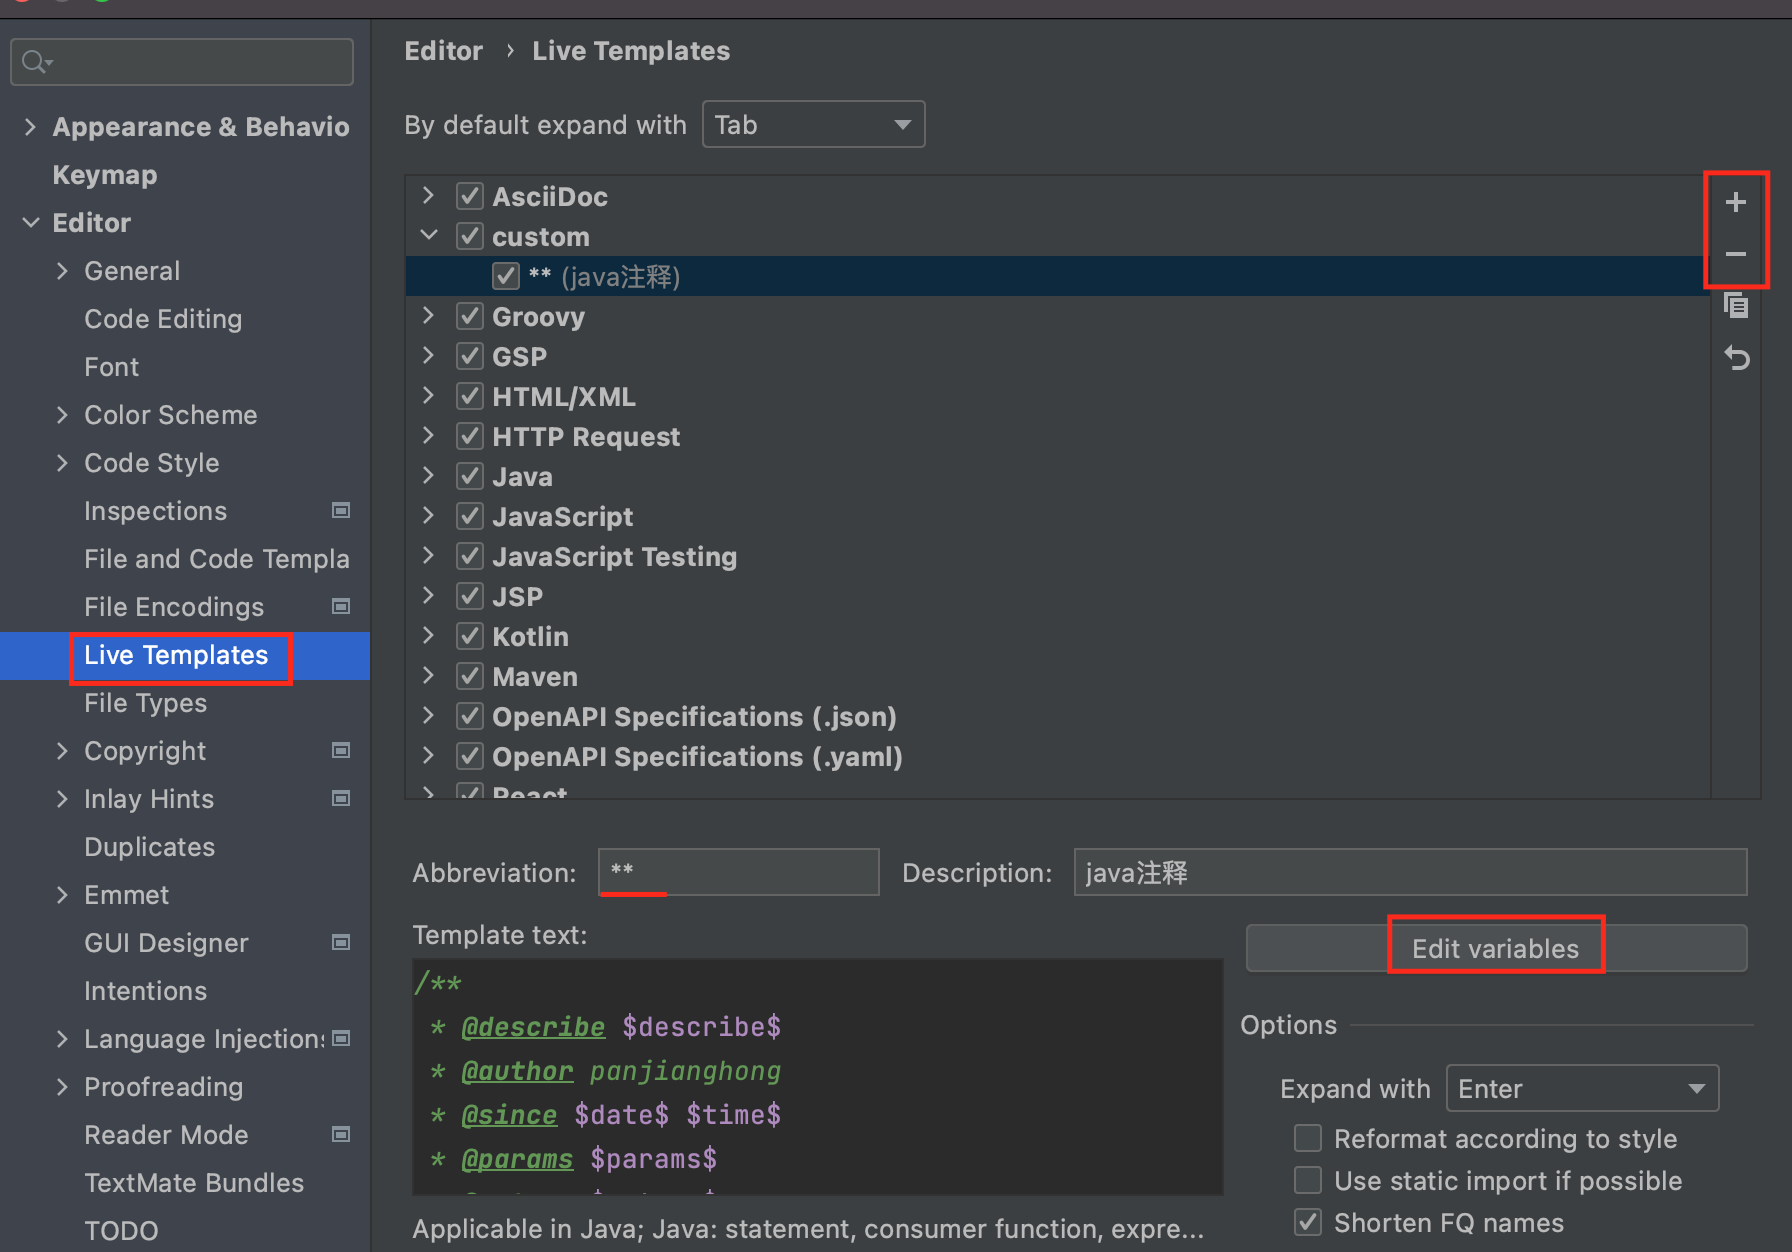 Editor › Live Templates
Appearance & Behavio
Keymap
Editor
General
Code Editing
Font
Color Scheme
Code Style
Inspections
File and Code Templa
File Encodings
Live Templates
File Types
Copyright
Inlay Hints
Duplicates
Emmet
GUI Designer
Intentions
Language Injection
Proofreading
Reader Mode
TextMate Bundles
TODO
By default expand with Tab
AsciiDoc
custom
** (java注释)
Groovy
GSP
HTML/XML
HTTP Request
Java
JavaScript
JavaScript Testing
JSP
Kotlin
Maven
OpenAPI Specifications (.json)
OpenAPI Specifications (.yaml)
React
Abbreviation: ** Description: java注释
Template text:
/**
* @describe $describe$
* @author panjianghong
* @since $date$ $time$
* @params $params$
Applicable in Java; Java: statement, consumer function, expre...
Edit variables
Options
Expand with Enter
Reformat according to style
Use static import if possible
Shorten FQ names